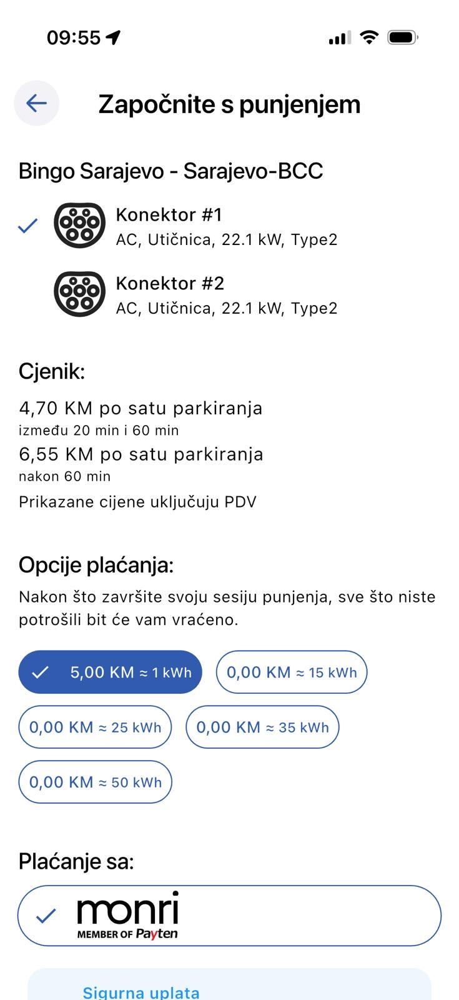 09:55
Započnite s punjenjem
Bingo Sarajevo - Sarajevo-BCC
Konektor #1
AC, Utičnica, 22.1 kW, Type2
Konektor #2
AC, Utičnica, 22.1 kW, Type2
Cjenik:
4,70 KM po satu parkiranja
između 20 min i 60 min
6,55 KM po satu parkiranja
nakon 60 min
Prikazane cijene uključuju PDV
Opcije plaćanja:
Nakon što završite svoju sesiju punjenja, sve što niste
potrošili bit će vam vraćeno.
5,00 KM ≈ 1 kWh
0,00 KM ≈ 15 kWh
0,00 KM ≈ 25 kWh
0,00 KM ≈ 35 kWh
0,00 KM ≈ 50 kWh
Plaćanje sa:
monri
MEMBER OF Payten
Sigurna uplata